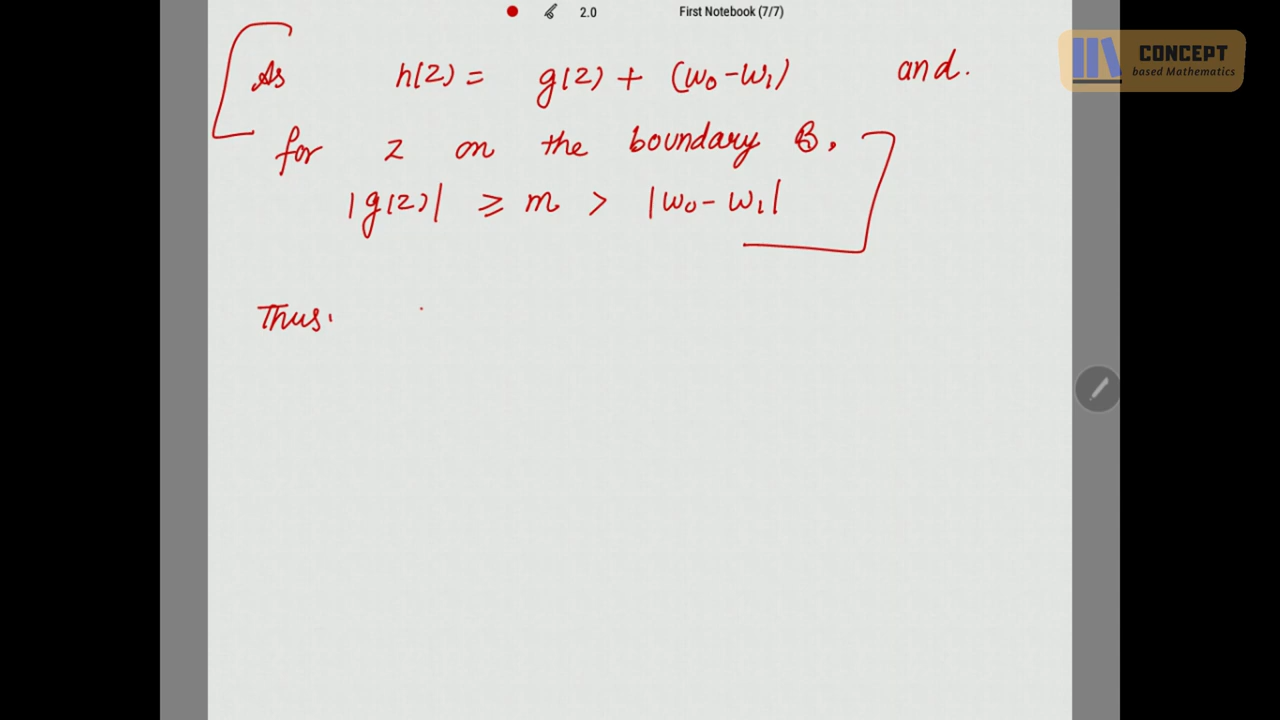 2.0 First Notebook (7/7)
CONCEPT
based Mathematics
As h(z) = g(z) + (w₀-w₁) and.
for z on the boundary B,
|g(z)| ≥ m > |w₀ - w₁|
Thus.